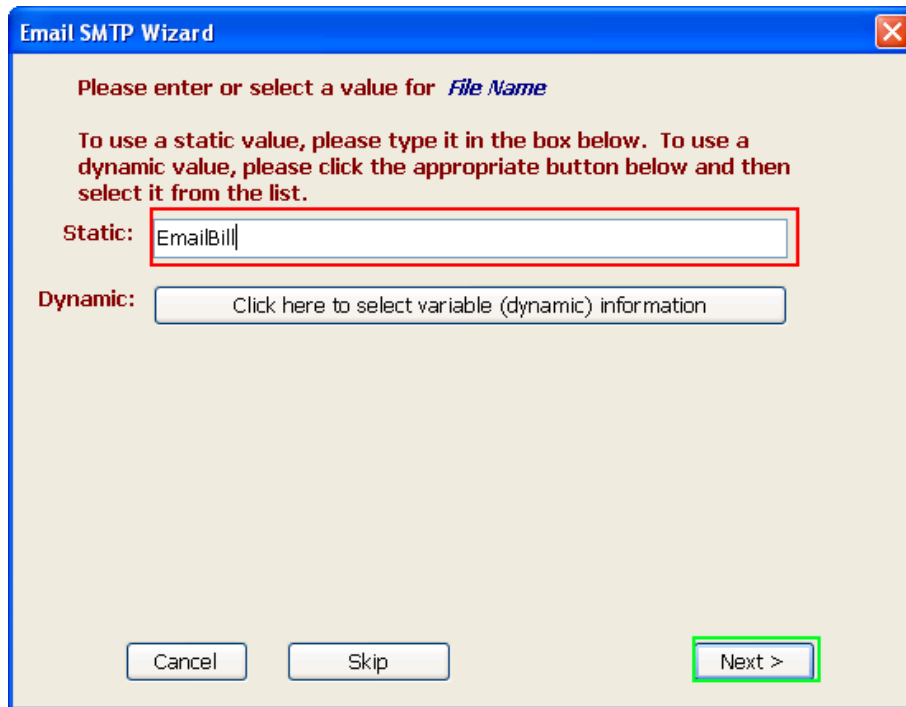 Email SMTP Wizard
Please enter or select a value for File Name
To use a static value, please type it in the box below. To use a
dynamic value, please click the appropriate button below and then
select it from the list.
Static: EmailBill
Dynamic: Click here to select variable (dynamic) information
Cancel Skip Next >